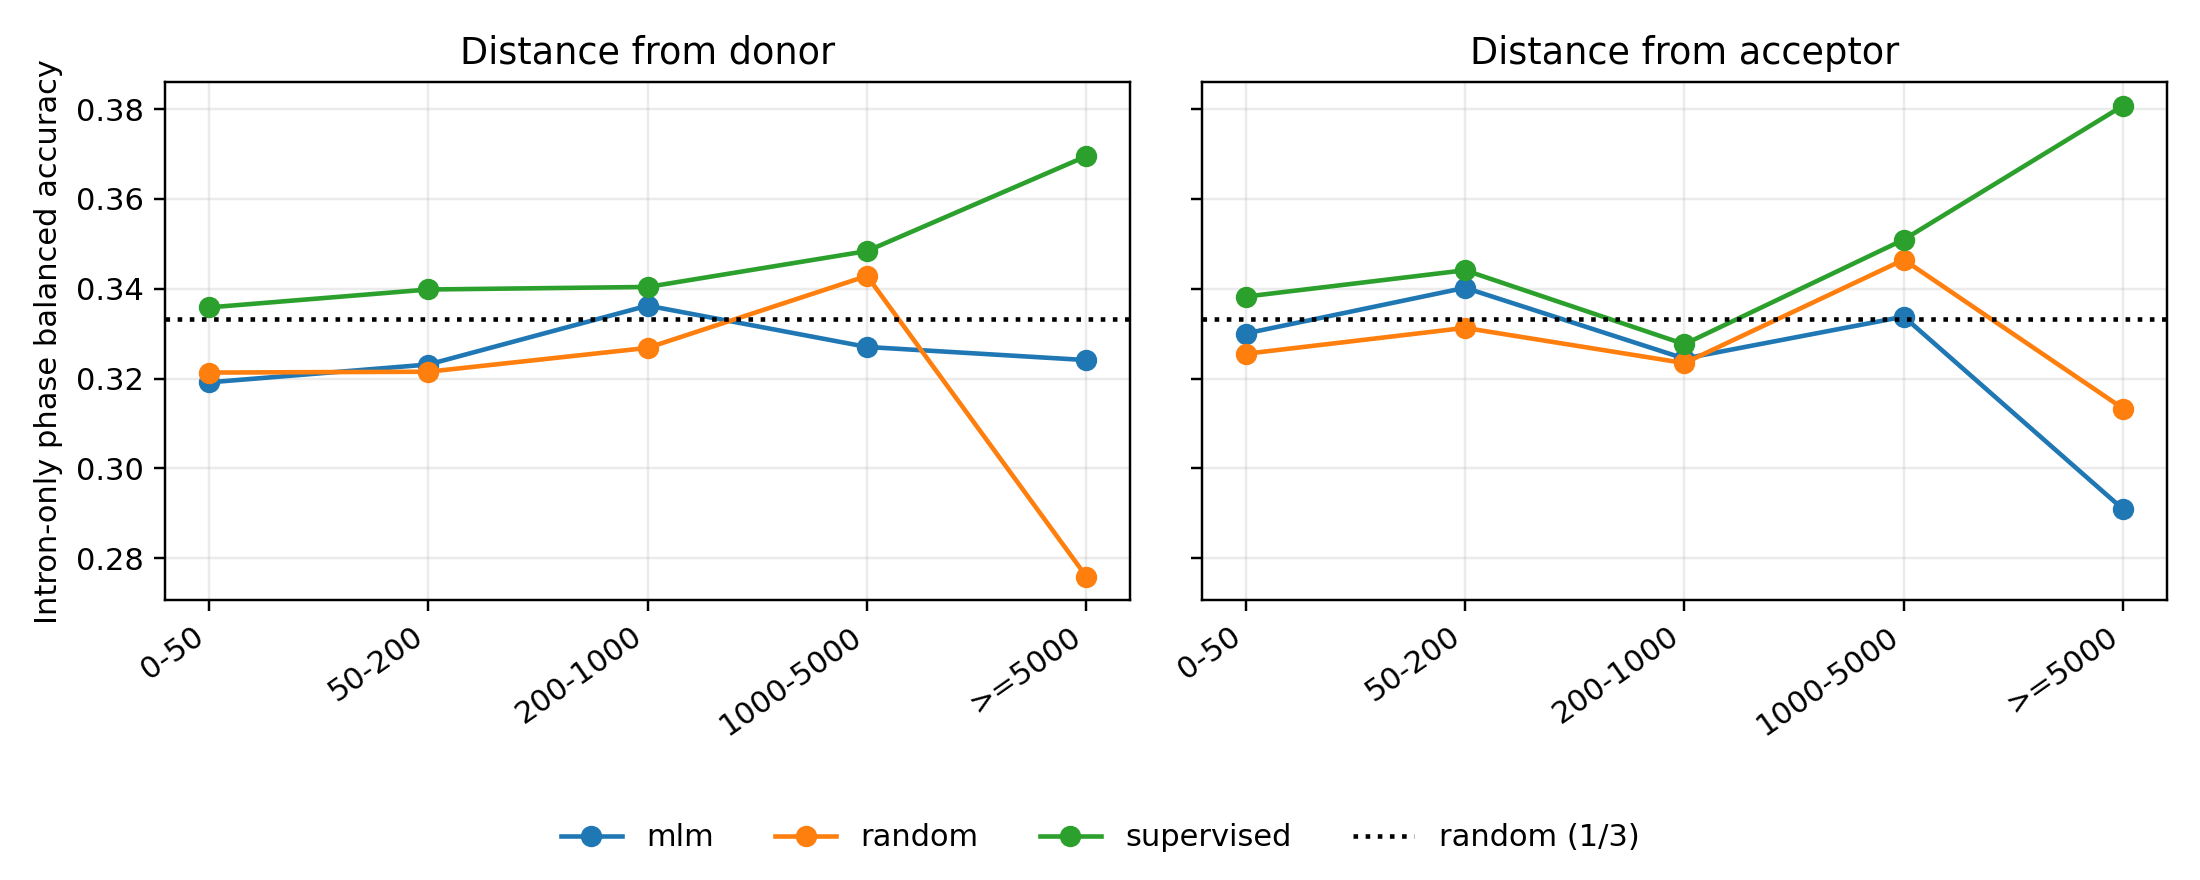 Distance from donor
Distance from acceptor
Intron-only phase balanced accuracy
0.38
0.36
0.34
0.32
0.30
0.28
0-50
50-200
200-1000
1000-5000
>=5000
0-50
50-200
200-1000
1000-5000
>=5000
mlm
random
supervised
random (1/3)